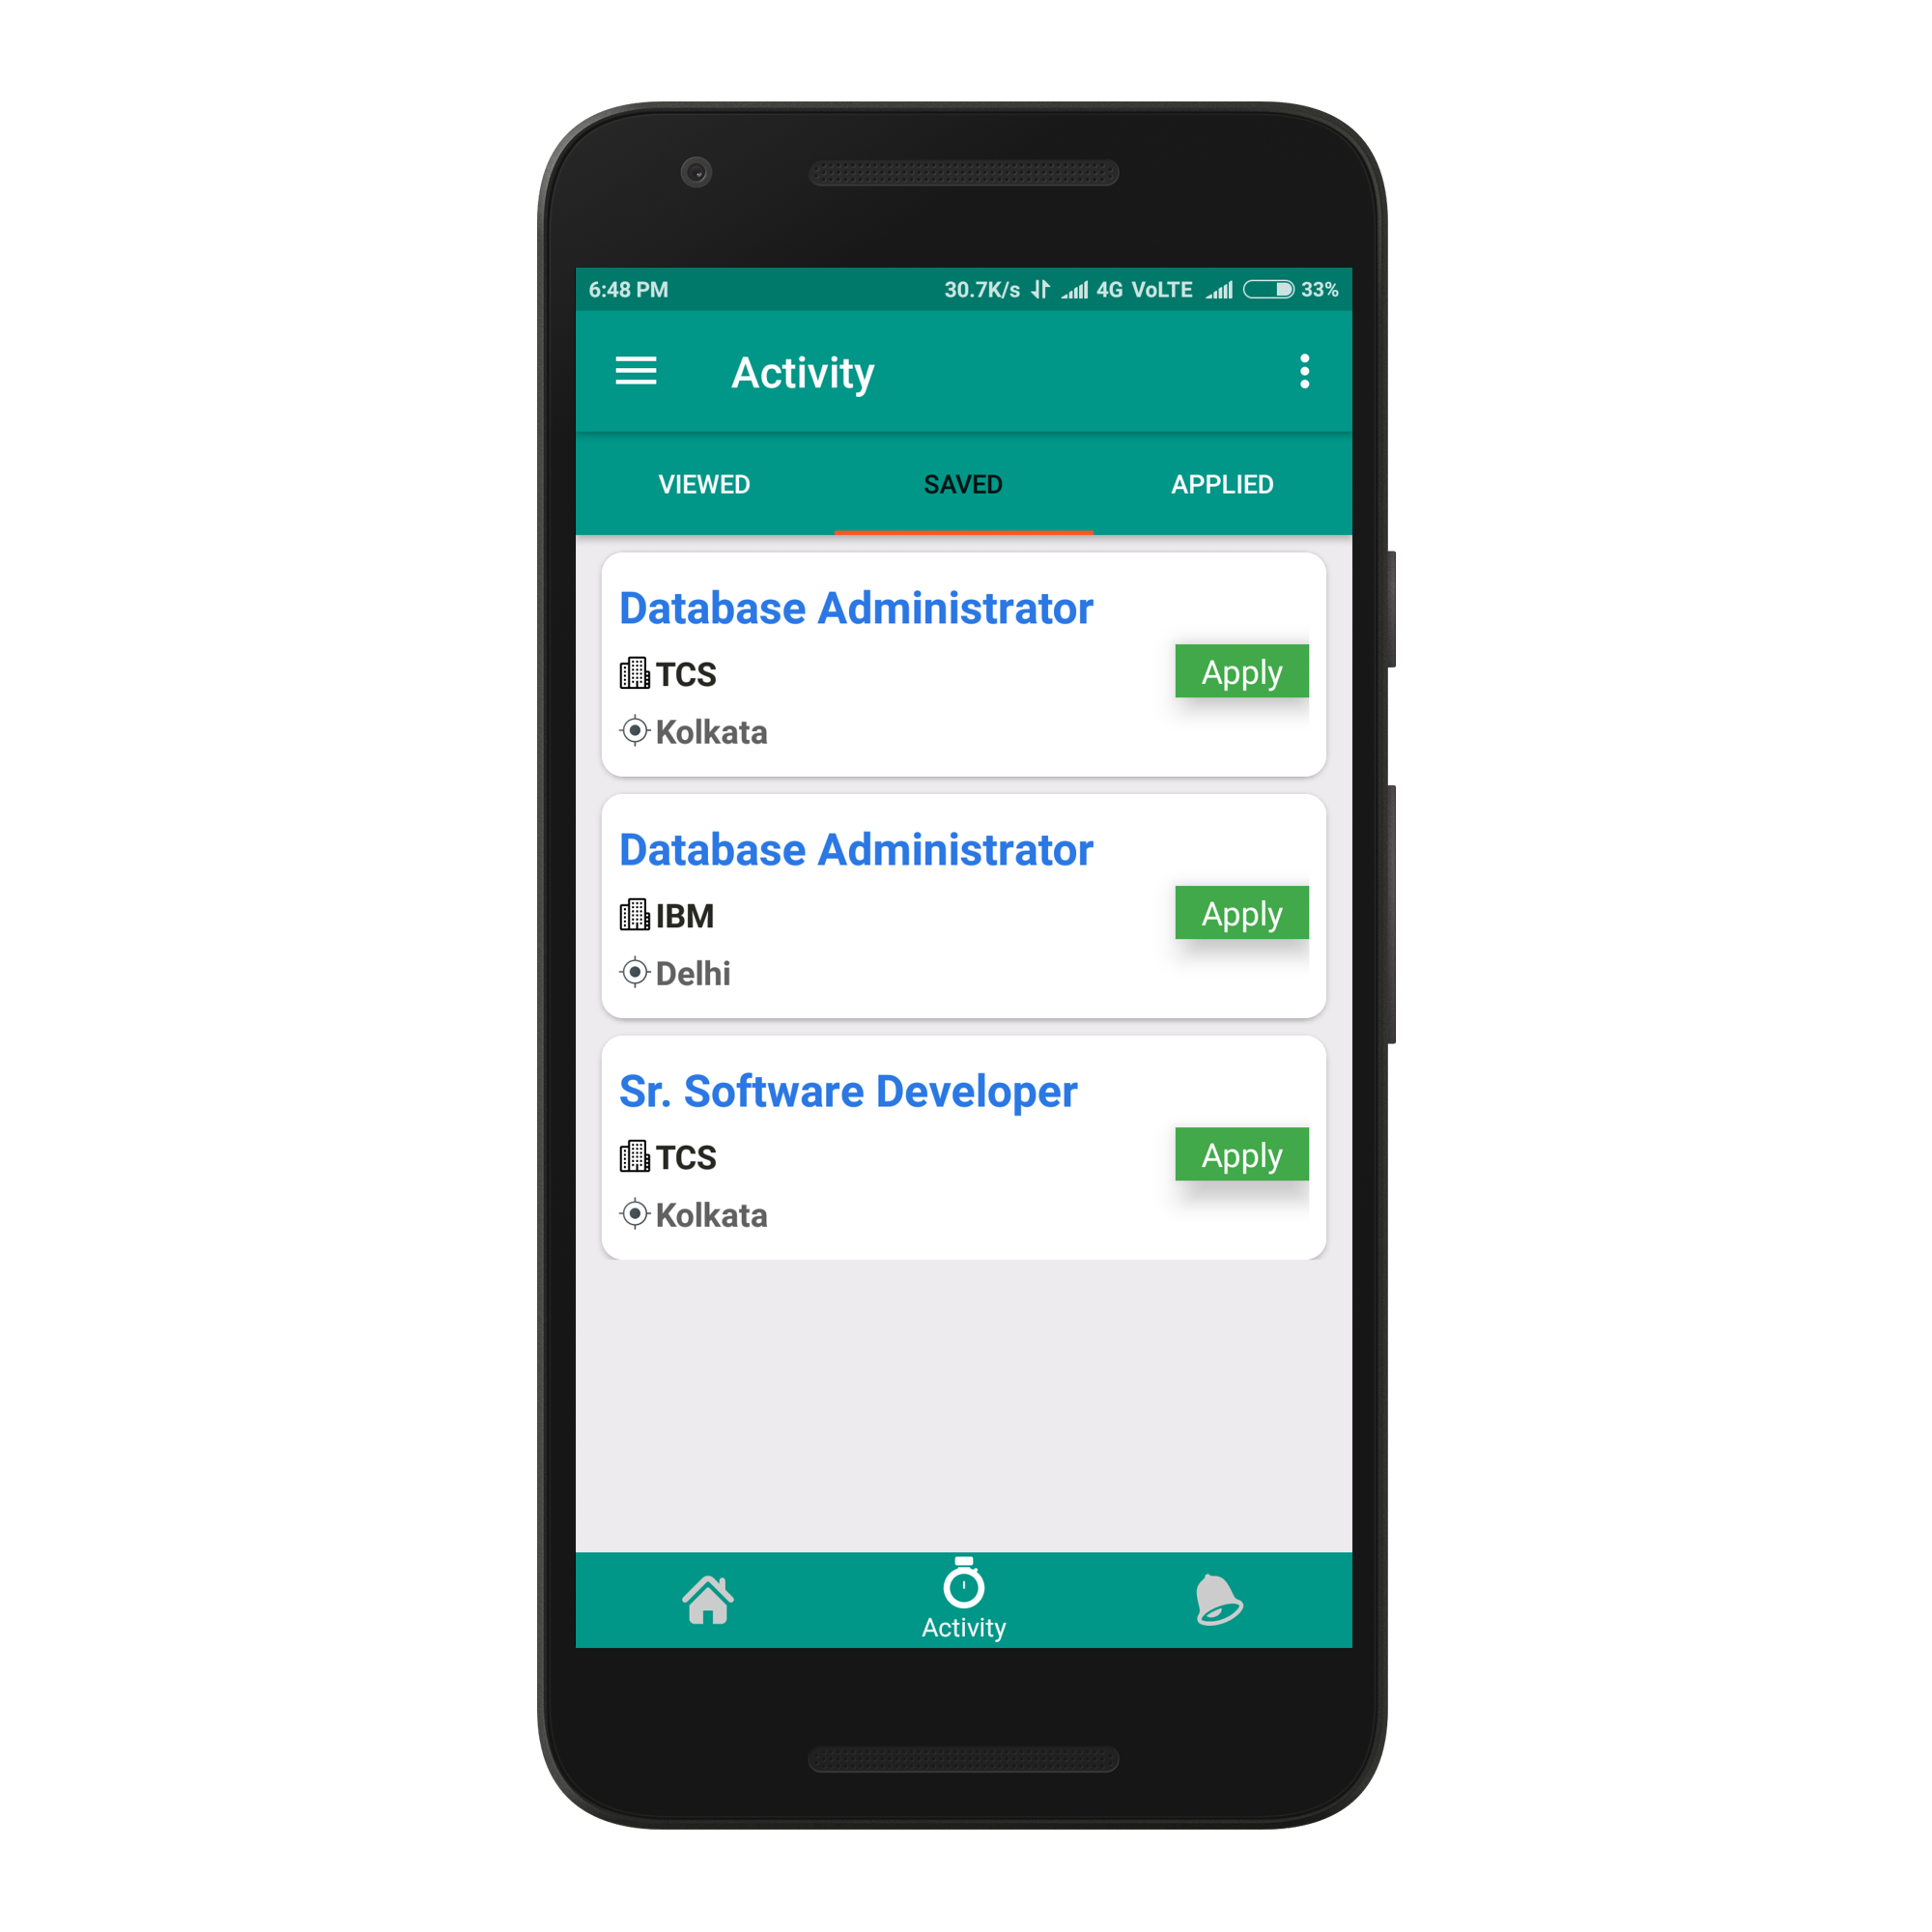 6:48 PM 30.7K/s 4G VoLTE 33%
Activity
VIEWED SAVED APPLIED
Database Administrator
TCS
Apply
Kolkata
Database Administrator
IBM
Apply
Delhi
Sr. Software Developer
TCS
Apply
Kolkata
Activity